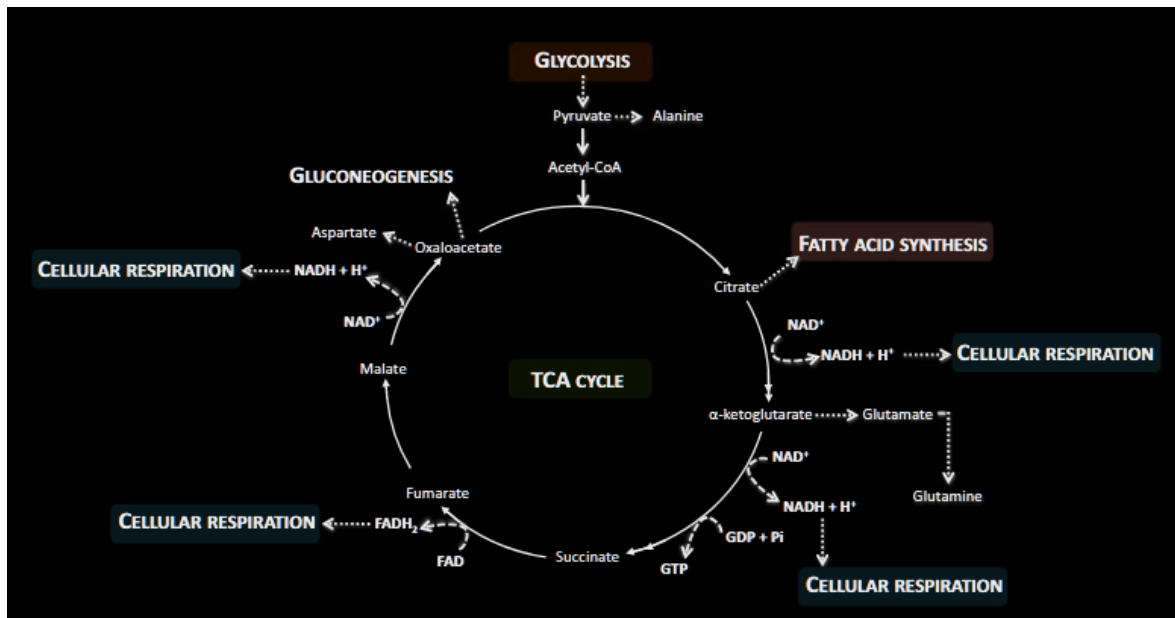 GLYCOLYSIS
Pyruvate
Alanine
Acetyl-CoA
GLUCONEOGENESIS
Aspartate
Oxaloacetate
FATTY ACID SYNTHESIS
CELLULAR RESPIRATION
NADH + H⁺
Citrate
NAD⁺
NAD⁺
NADH + H⁺
CELLULAR RESPIRATION
Malate
TCA CYCLE
α-ketoglutarate
Glutamate
NAD⁺
Fumarate
Glutamine
NADH + H⁺
CELLULAR RESPIRATION
FADH₂
GDP + Pi
FAD
Succinate
GTP
CELLULAR RESPIRATION